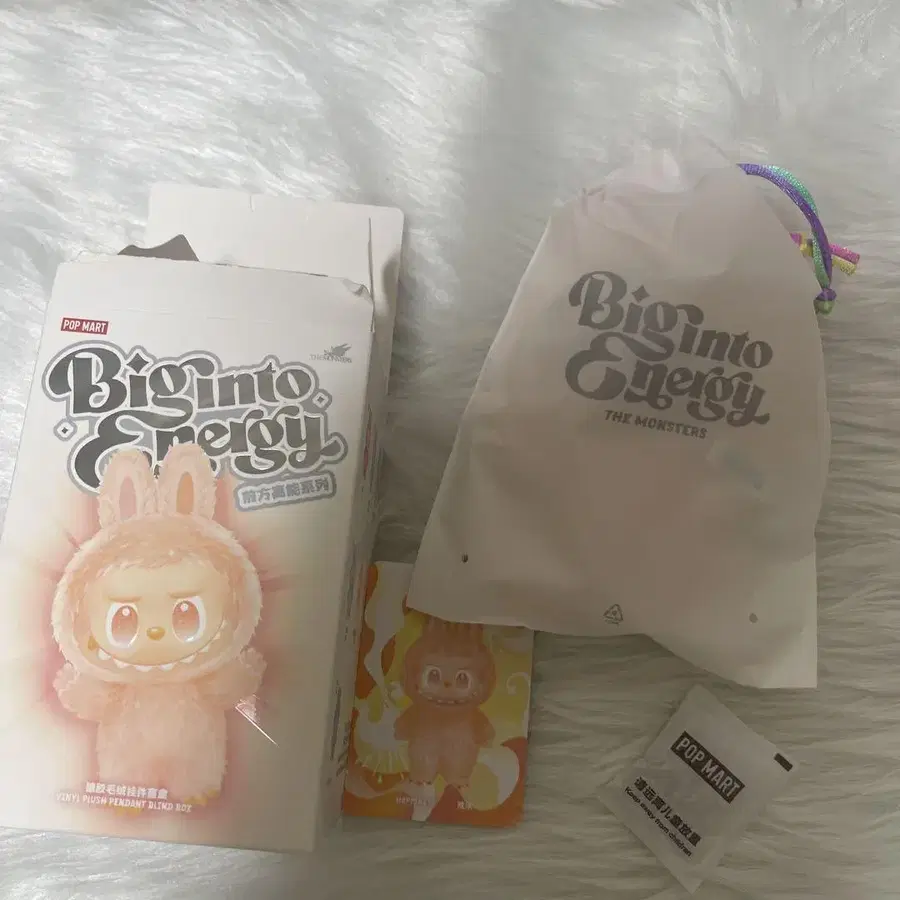 POP MART
THE MONSTERS
Big into
Energy
前方高能系列
搪胶毛绒挂件盲盒
VINYL PLUSH PENDANT BLIND BOX
Big into
Energy
THE MONSTERS
POP MART
请远离儿童放置
Keep away from children